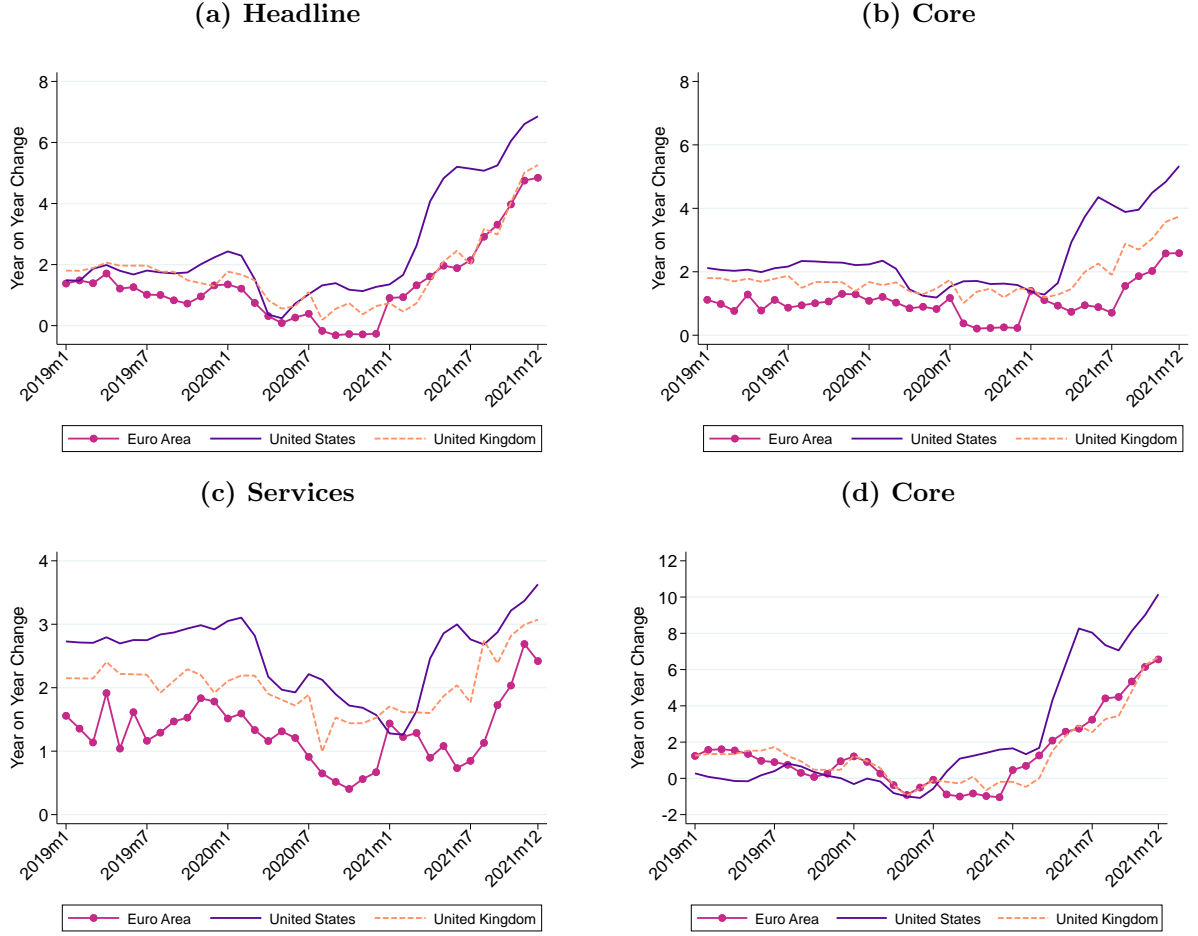 (a) Headline
Year on Year Change
8
6
4
2
0
2019m1
2019m7
2020m1
2020m7
2021m1
2021m7
2021m12
Euro Area United States United Kingdom
(b) Core
Year on Year Change
8
6
4
2
0
2019m1
2019m7
2020m1
2020m7
2021m1
2021m7
2021m12
Euro Area United States United Kingdom
(c) Services
Year on Year Change
4
3
2
1
0
2019m1
2019m7
2020m1
2020m7
2021m1
2021m7
2021m12
Euro Area United States United Kingdom
(d) Core
Year on Year Change
12
10
8
6
4
2
0
-2
2019m1
2019m7
2020m1
2020m7
2021m1
2021m7
2021m12
Euro Area United States United Kingdom